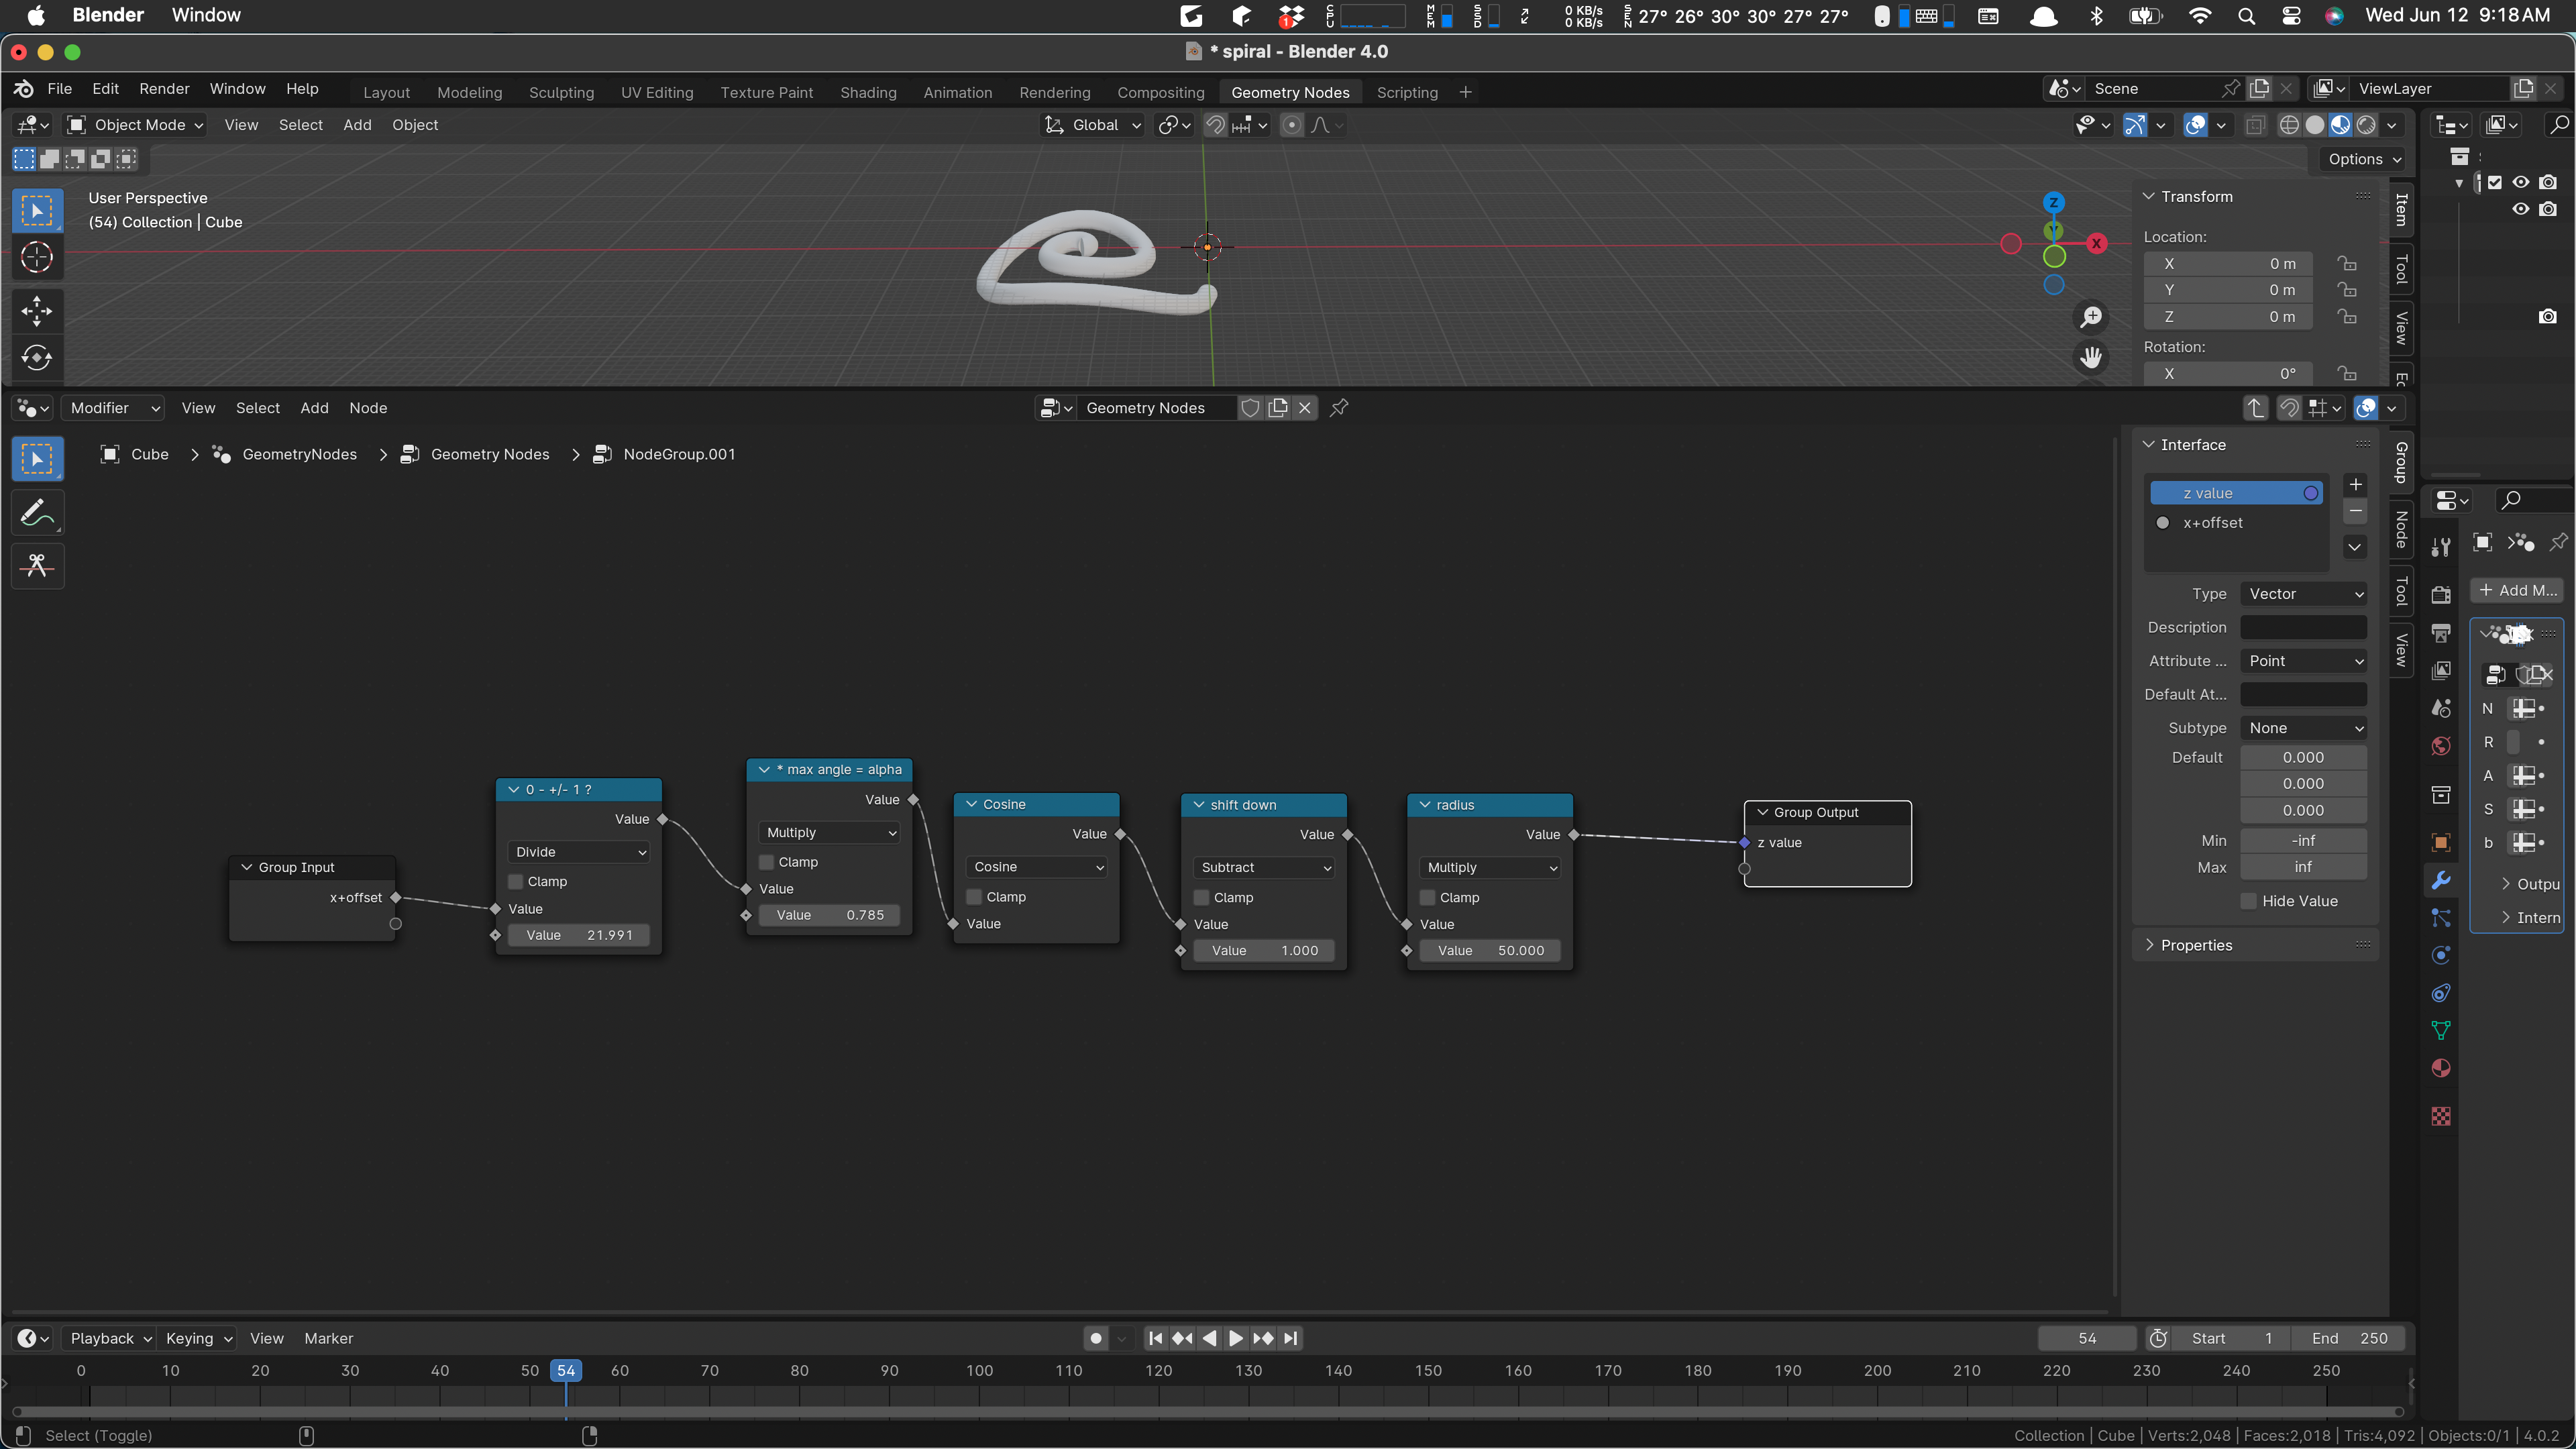 Blender Window
CPU MEM SSD 0 KB/s 0 KB/s SEN 27° 26° 30° 30° 27° 27° Wed Jun 12 9:18 AM
1
* spiral - Blender 4.0
File Edit Render Window Help Layout Modeling Sculpting UV Editing Texture Paint Shading Animation Rendering Compositing Geometry Nodes Scripting + Scene ViewLayer
Object Mode View Select Add Object Global
Options
User Perspective
(54) Collection | Cube
Z
Y
X
Transform
Location:
X 0 m
Y 0 m
Z 0 m
Rotation:
X 0°
Item
Tool
View
Modifier View Select Add Node Geometry Nodes
Cube > GeometryNodes > Geometry Nodes > NodeGroup.001
Group Input
x+offset
0 - +/- 1 ?
Value
Divide
Clamp
Value
Value 21.991
* max angle = alpha
Value
Multiply
Clamp
Value
Value 0.785
Cosine
Value
Cosine
Clamp
Value
shift down
Value
Subtract
Clamp
Value
Value 1.000
radius
Value
Multiply
Clamp
Value
Value 50.000
Group Output
z value
Interface
z value
x+offset
Type Vector
Description
Attribute ... Point
Default At...
Subtype None
Default 0.000
0.000
0.000
Min -inf
Max inf
Hide Value
Properties
Group
Node
Tool
View
Add M...
N
R
A
S
b
Outpu
Intern
Playback Keying View Marker 54 Start 1 End 250
0 10 20 30 40 50 54 60 70 80 90 100 110 120 130 140 150 160 170 180 190 200 210 220 230 240 250
Select (Toggle)
Collection | Cube | Verts:2,048 | Faces:2,018 | Tris:4,092 | Objects:0/1 | 4.0.2